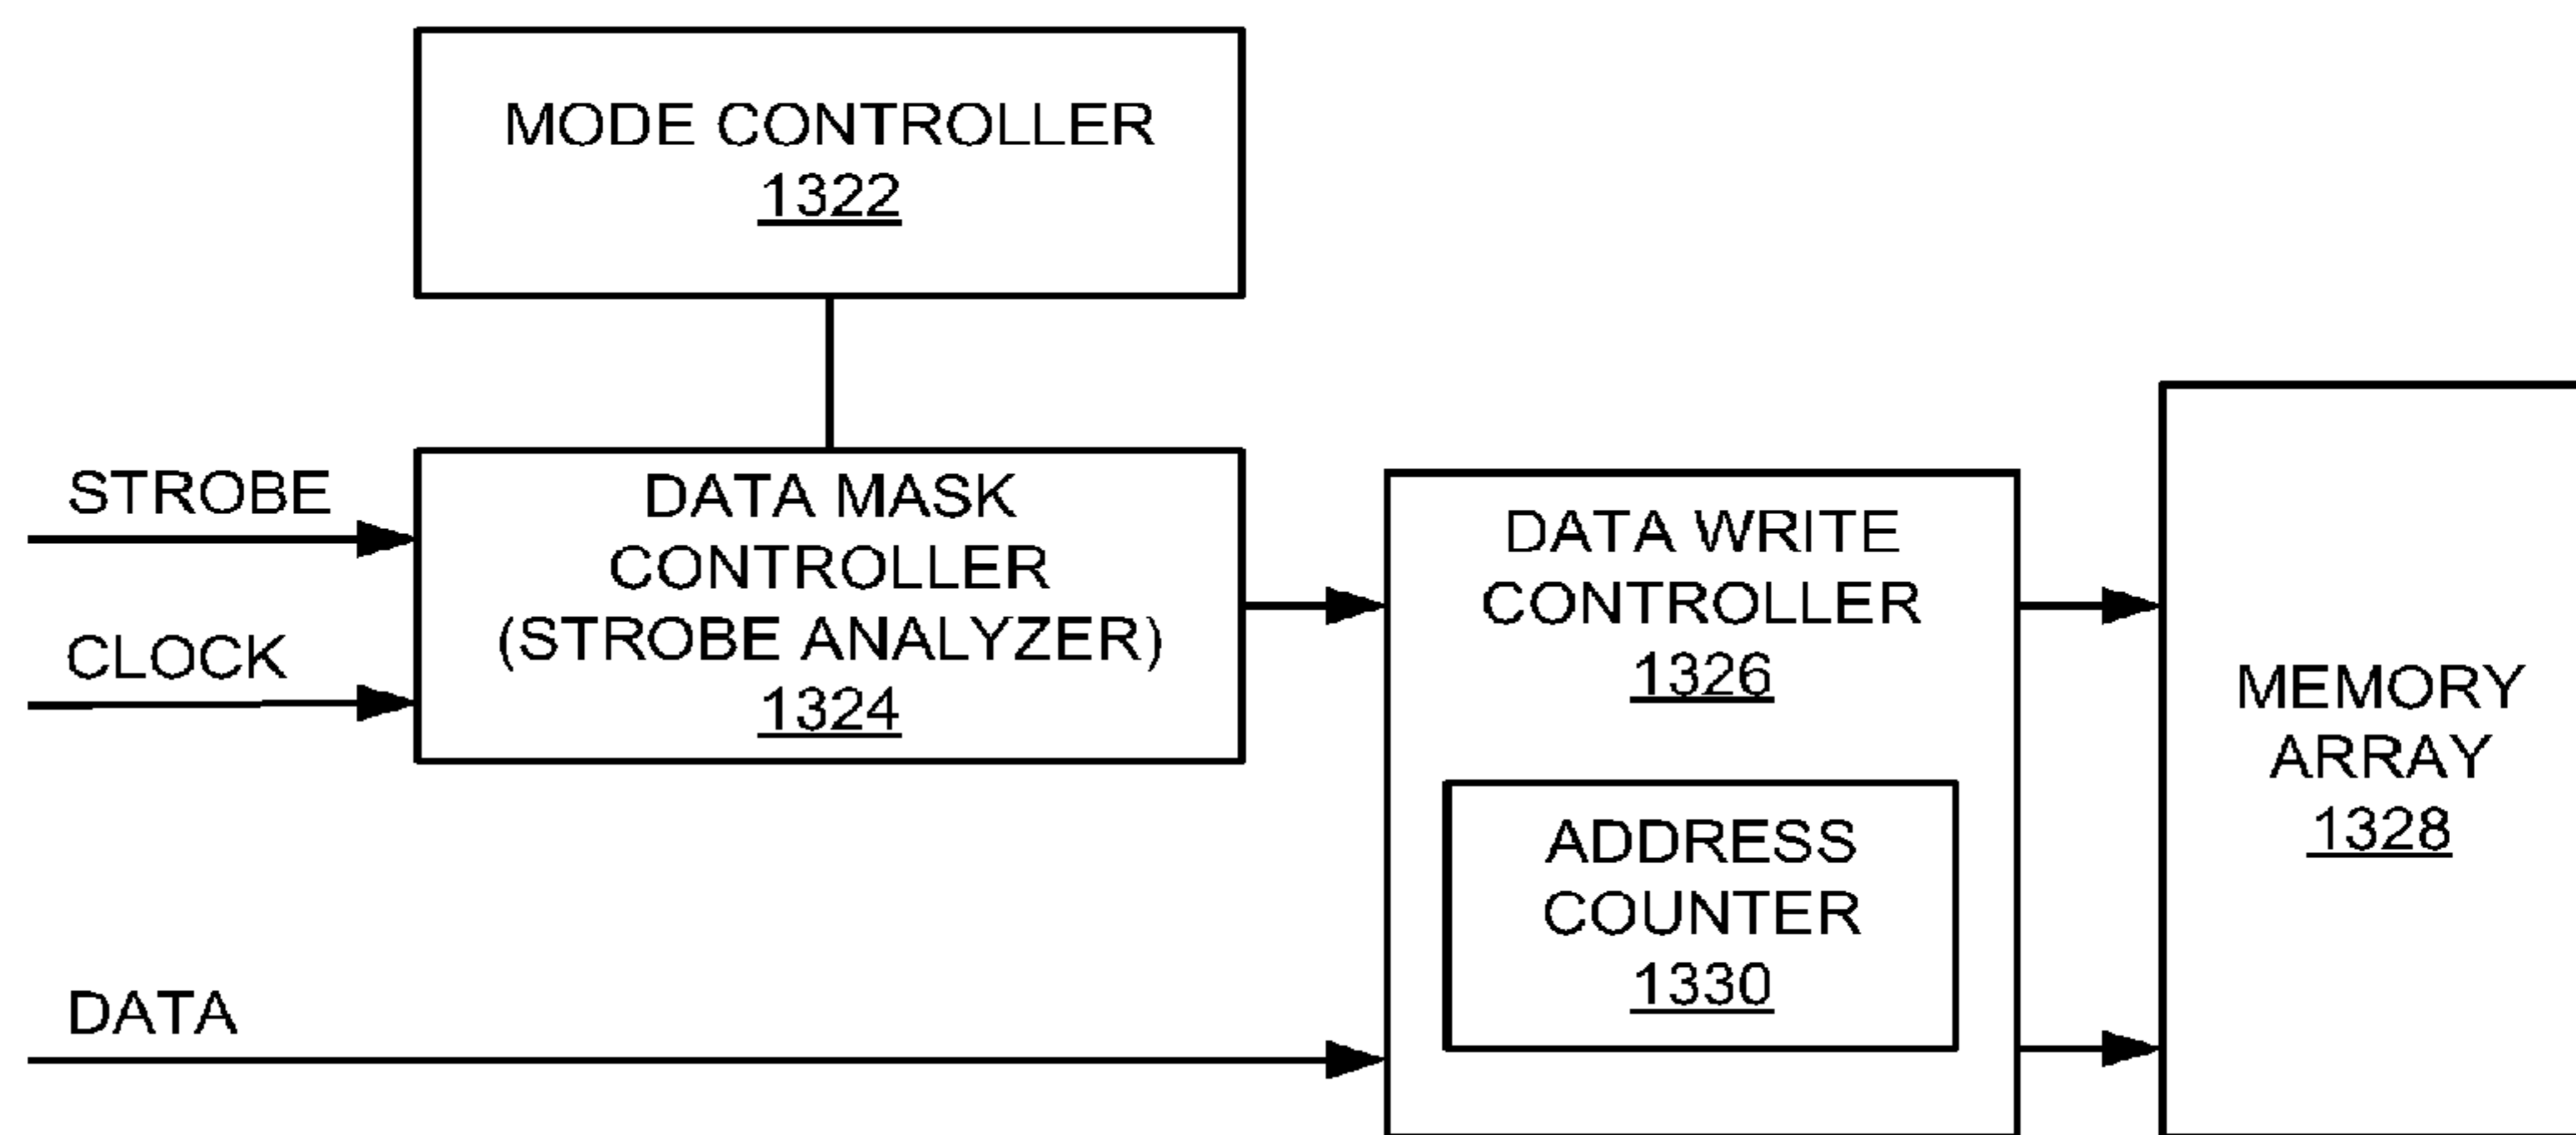 MODE CONTROLLER
1322
STROBE
CLOCK
DATA MASK
CONTROLLER
(STROBE ANALYZER)
1324
DATA WRITE
CONTROLLER
1326
ADDRESS
COUNTER
1330
MEMORY
ARRAY
1328
DATA